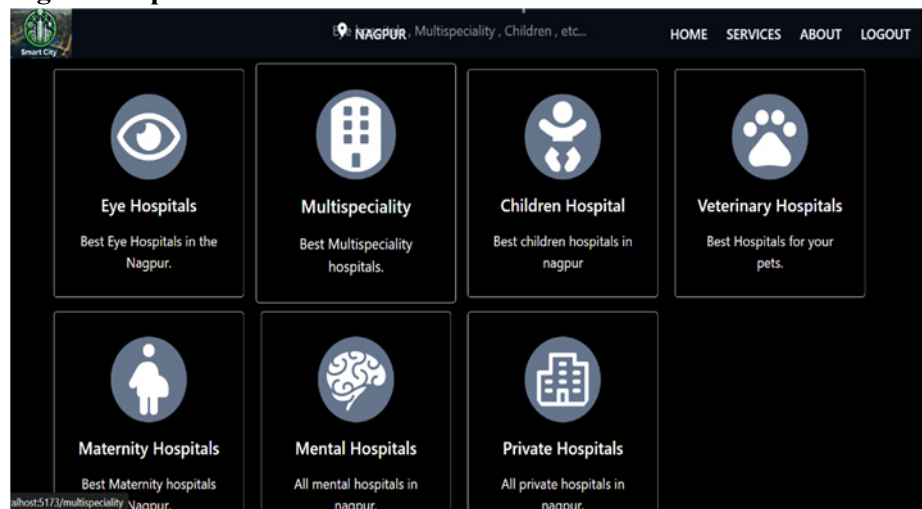 Smart City
NAGPUR , Multispeciality , Children , etc...
HOME SERVICES ABOUT LOGOUT
Eye Hospitals
Best Eye Hospitals in the
Nagpur.
Multispeciality
Best Multispeciality
hospitals.
Children Hospital
Best children hospitals in
nagpur
Veterinary Hospitals
Best Hospitals for your
pets.
Maternity Hospitals
Best Maternity hospitals
Nagpur.
Mental Hospitals
All mental hospitals in
nagpur.
Private Hospitals
All private hospitals in
nagpur.
alhost:5173/multispeciality